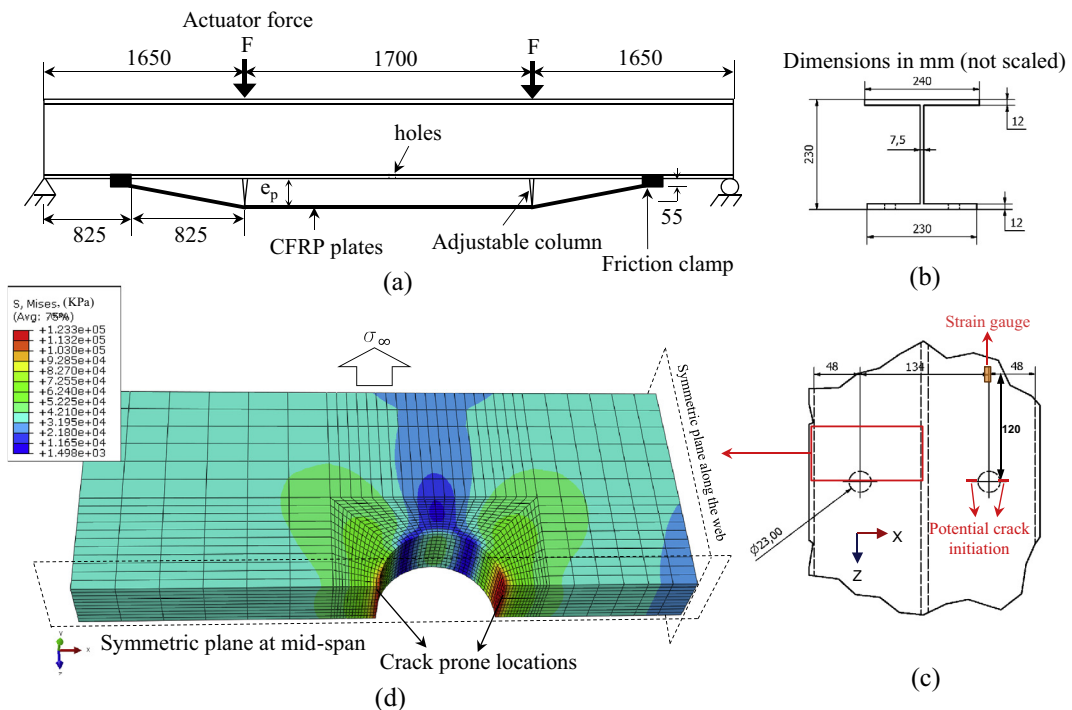 Actuator force
F
F
1650
1700
1650
holes
e_p
55
825
825
CFRP plates
Adjustable column
Friction clamp
(a)
Dimensions in mm (not scaled)
240
12
7,5
230
12
230
(b)
S, Mises, (KPa)
(Avg: 75%)
+1.233e+05
+1.132e+05
+1.030e+05
+9.285e+04
+8.270e+04
+7.255e+04
+6.240e+04
+5.225e+04
+4.210e+04
+3.195e+04
+2.180e+04
+1.165e+04
+1.498e+03
σ∞
Symmetric plane along the web
Symmetric plane at mid-span
Crack prone locations
(d)
Strain gauge
48
134
48
120
Ø23,00
X
Z
Potential crack
initiation
(c)